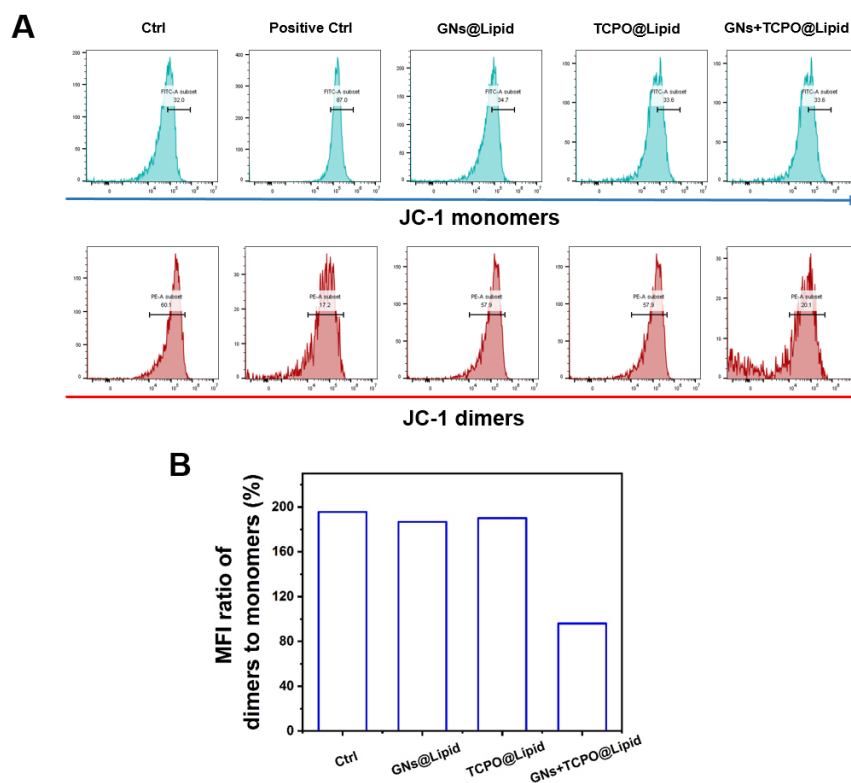 A
Ctrl
Positive Ctrl
GNs@Lipid
TCPO@Lipid
GNs+TCPO@Lipid
FITC-A subset
32.0
FITC-A subset
87.0
FITC-A subset
34.7
FITC-A subset
33.6
FITC-A subset
33.6
JC-1 monomers
PE-A subset
60.1
PE-A subset
17.2
PE-A subset
57.9
PE-A subset
57.9
PE-A subset
20.1
JC-1 dimers
B
MFI ratio of
dimers to monomers (%)
200
160
120
80
40
0
Ctrl
GNs@Lipid
TCPO@Lipid
GNs+TCPO@Lipid